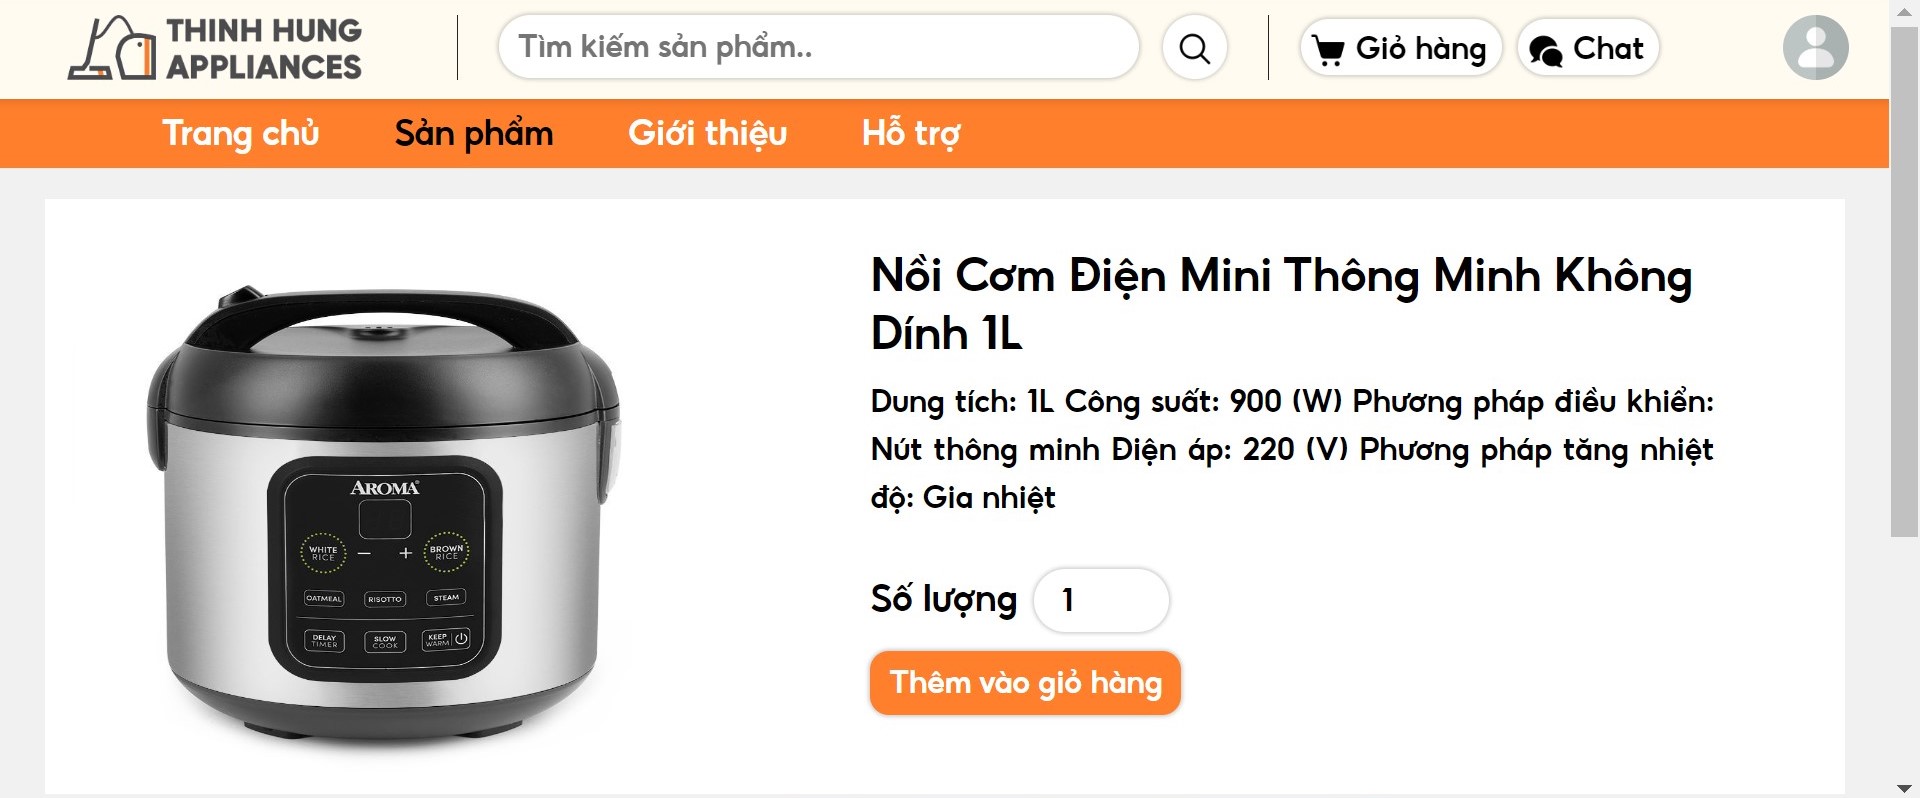 THINH HUNG
APPLIANCES
Tìm kiếm sản phẩm..
Giỏ hàng
Chat
Trang chủ
Sản phẩm
Giới thiệu
Hỗ trợ
Nồi Cơm Điện Mini Thông Minh Không
Dính 1L
Dung tích: 1L Công suất: 900 (W) Phương pháp điều khiển:
Nút thông minh Điện áp: 220 (V) Phương pháp tăng nhiệt
độ: Gia nhiệt
Số lượng
1
Thêm vào giỏ hàng
AROMA®
WHITE
RICE
− +
BROWN
RICE
OATMEAL
RISOTTO
STEAM
DELAY
TIMER
SLOW
COOK
KEEP
WARM